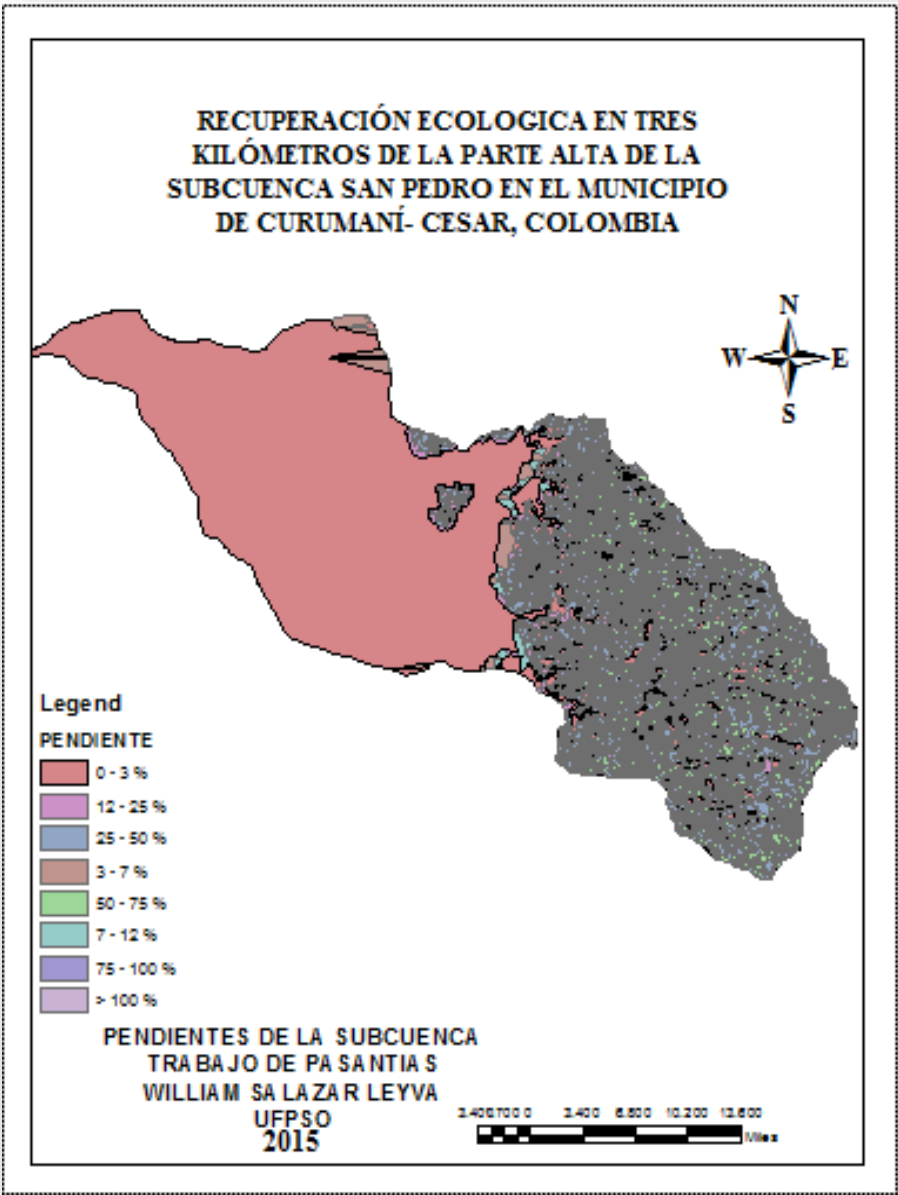 RECUPERACIÓN ECOLOGICA EN TRES
KILÓMETROS DE LA PARTE ALTA DE LA
SUBCUENCA SAN PEDRO EN EL MUNICIPIO
DE CURUMANÍ- CESAR, COLOMBIA
N
W E
S
Legend
PENDIENTE
0 - 3 %
12 - 25 %
25 - 50 %
3 - 7 %
50 - 75 %
7 - 12 %
75 - 100 %
> 100 %
PENDIENTES DE LA SUBCUENCA
TRABAJO DE PASANTIAS
WILLIAM SALAZAR LEYVA
UFPSO
2015
0 3.400 6.800 10.200 13.600
Miles